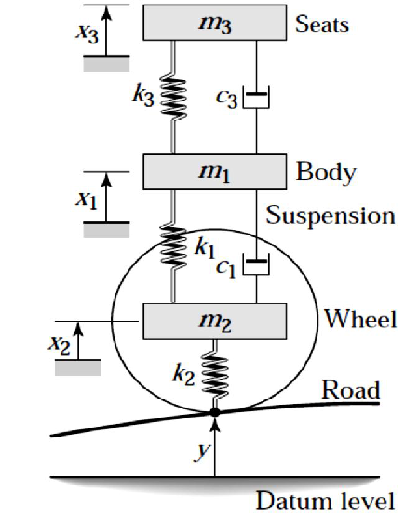 x3
m3 Seats
k3 c3
m1 Body
x1
Suspension
k1 c1
m2 Wheel
x2
k2
Road
y
Datum level